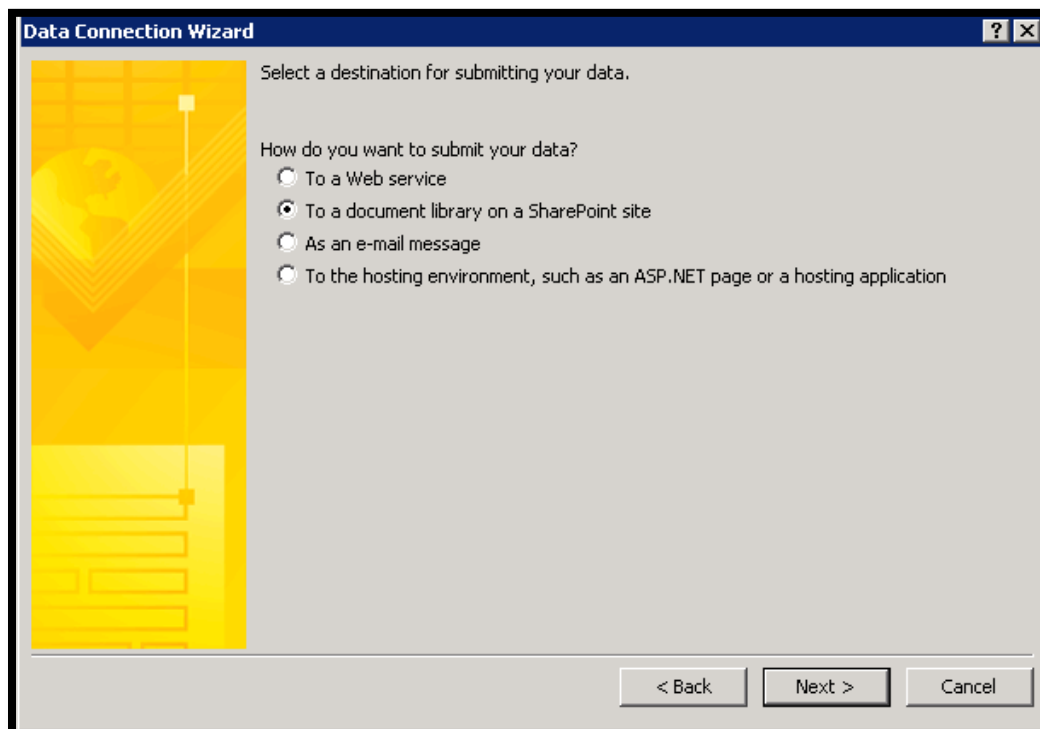 Data Connection Wizard
Select a destination for submitting your data.
How do you want to submit your data?
To a Web service
To a document library on a SharePoint site
As an e-mail message
To the hosting environment, such as an ASP.NET page or a hosting application
< Back Next > Cancel